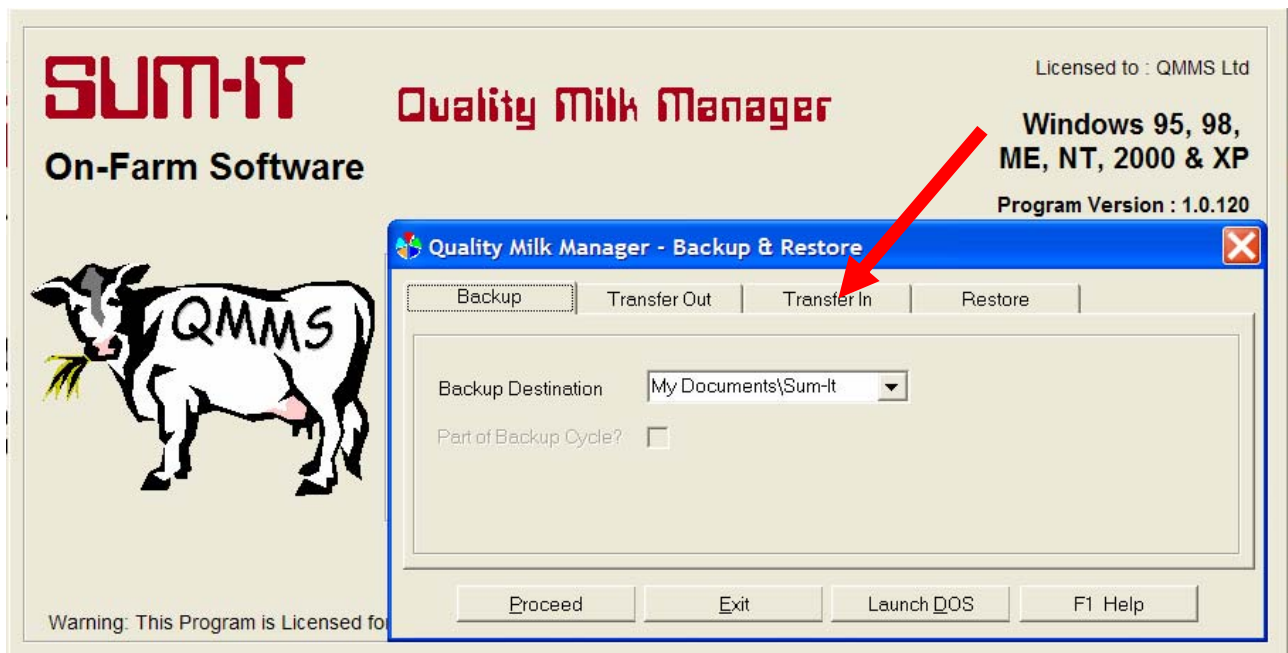 SUM-IT
On-Farm Software
Quality Milk Manager
Licensed to : QMMS Ltd
Windows 95, 98,
ME, NT, 2000 & XP
Program Version : 1.0.120
QMMS
Quality Milk Manager - Backup & Restore
Backup Transfer Out Transfer In Restore
Backup Destination My Documents\Sum-It
Part of Backup Cycle?
Proceed Exit Launch DOS F1 Help
Warning: This Program is Licensed fo